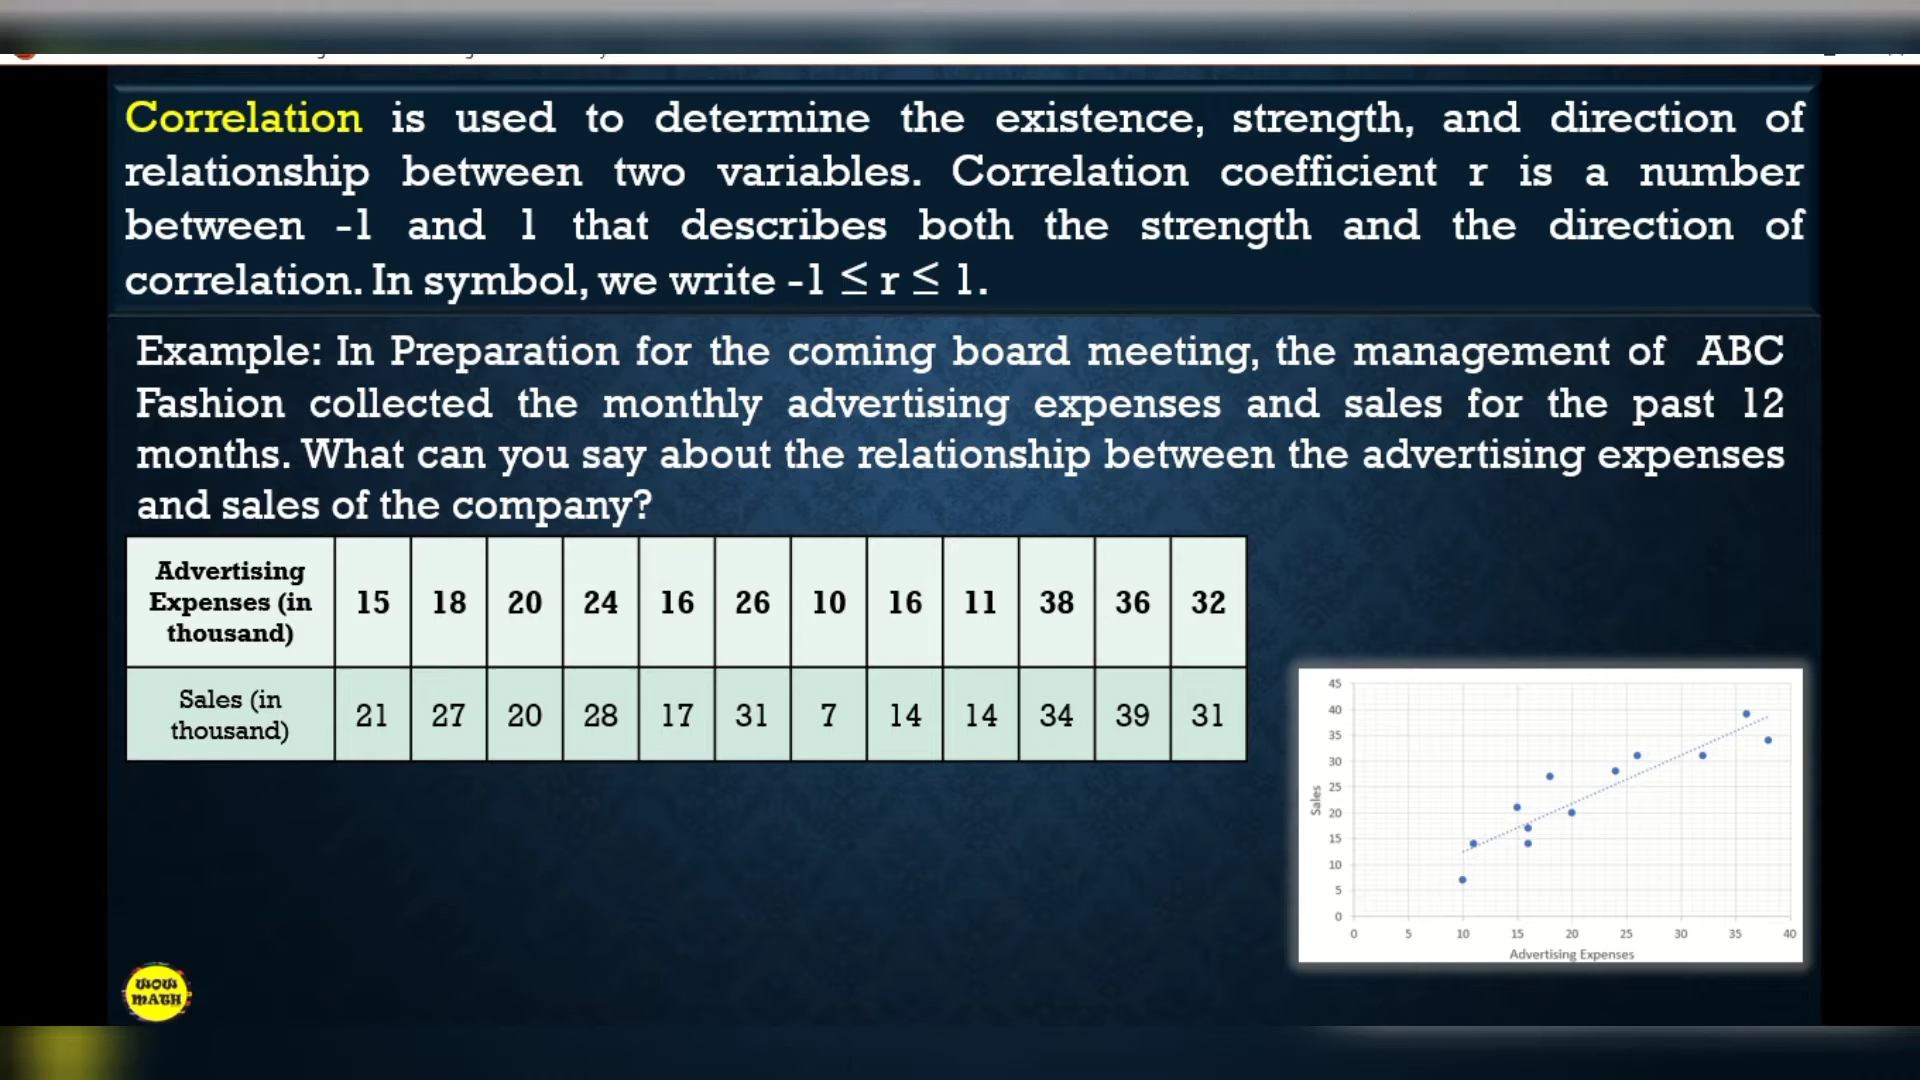 Correlation is used to determine the existence, strength, and direction of
relationship between two variables. Correlation coefficient r is a number
between -1 and 1 that describes both the strength and the direction of
correlation. In symbol, we write -1 ≤ r ≤ 1.
Example: In Preparation for the coming board meeting, the management of ABC
Fashion collected the monthly advertising expenses and sales for the past 12
months. What can you say about the relationship between the advertising expenses
and sales of the company?
Advertising
Expenses (in
thousand)
15 18 20 24 16 26 10 16 11 38 36 32
Sales (in
thousand)
21 27 20 28 17 31 7 14 14 34 39 31
45
40
35
30
25
20
15
10
5
0
Sales
0 5 10 15 20 25 30 35 40
Advertising Expenses
WOW
MATH